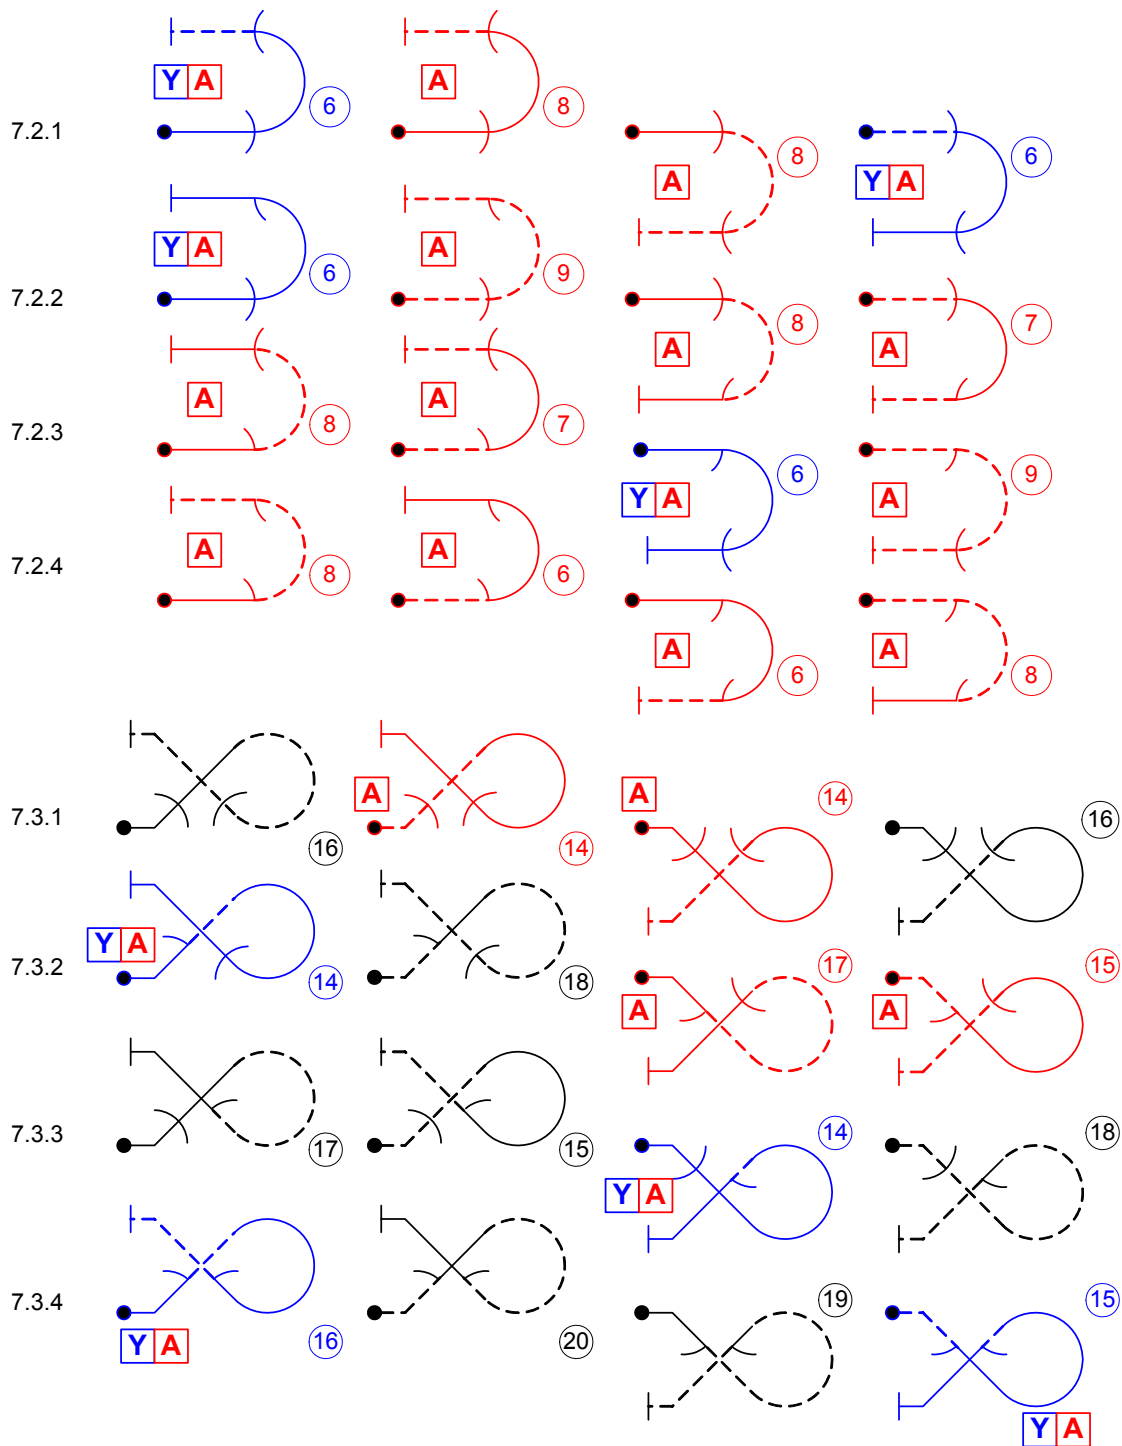 Y A 6 A 8
7.2.1 A 8 Y A 6
Y A 6 A 9
7.2.2 A 8 A 7
A 8 A 7
7.2.3 Y A 6 A 9
A 8 A 6
7.2.4 A 6 A 8
7.3.1 16 A 14 A 14 16
7.3.2 Y A 14 18 A 17 A 15
7.3.3 17 15 Y A 14 18
7.3.4 Y A 16 20 19 Y A 15